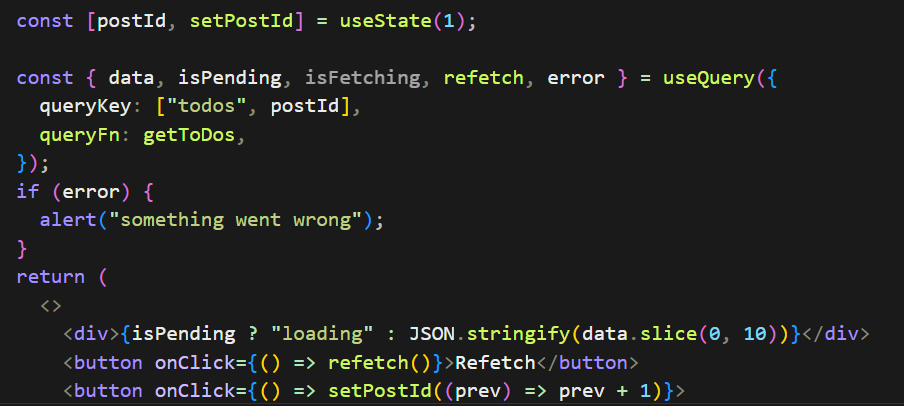 const [postId, setPostId] = useState(1);
const { data, isPending, isFetching, refetch, error } = useQuery({
queryKey: ["todos", postId],
queryFn: getToDos,
});
if (error) {
alert("something went wrong");
}
return (
<>
<div>{isPending ? "loading" : JSON.stringify(data.slice(0, 10))}</div>
<button onClick={() => refetch()}>Refetch</button>
<button onClick={() => setPostId((prev) => prev + 1)}>